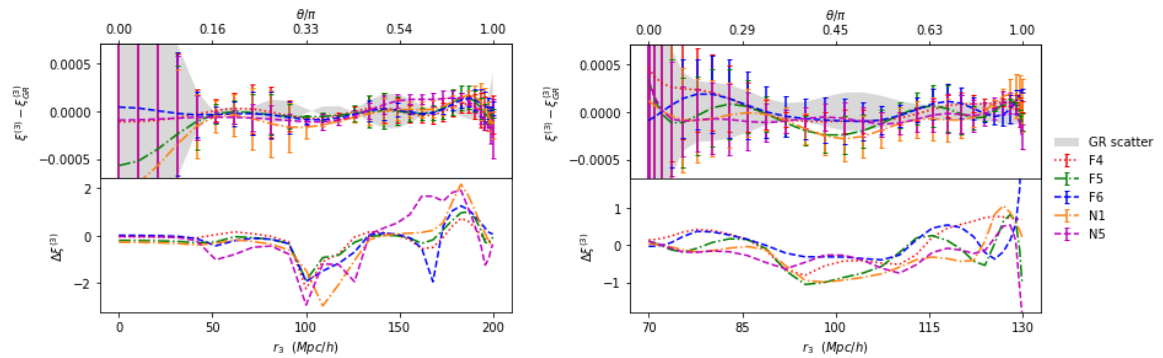 θ/π
0.00 0.16 0.33 0.54 1.00
0.0005
0.0000
−0.0005
ξ^(3) − ξ_GR^(3)
2
0
−2
Δξ^(3)
0 50 100 150 200
r₃ (Mpc/h)
θ/π
0.00 0.29 0.45 0.63 1.00
0.0005
0.0000
−0.0005
ξ^(3) − ξ_GR^(3)
1
0
−1
Δξ^(3)
70 85 100 115 130
r₃ (Mpc/h)
GR scatter
F4
F5
F6
N1
N5